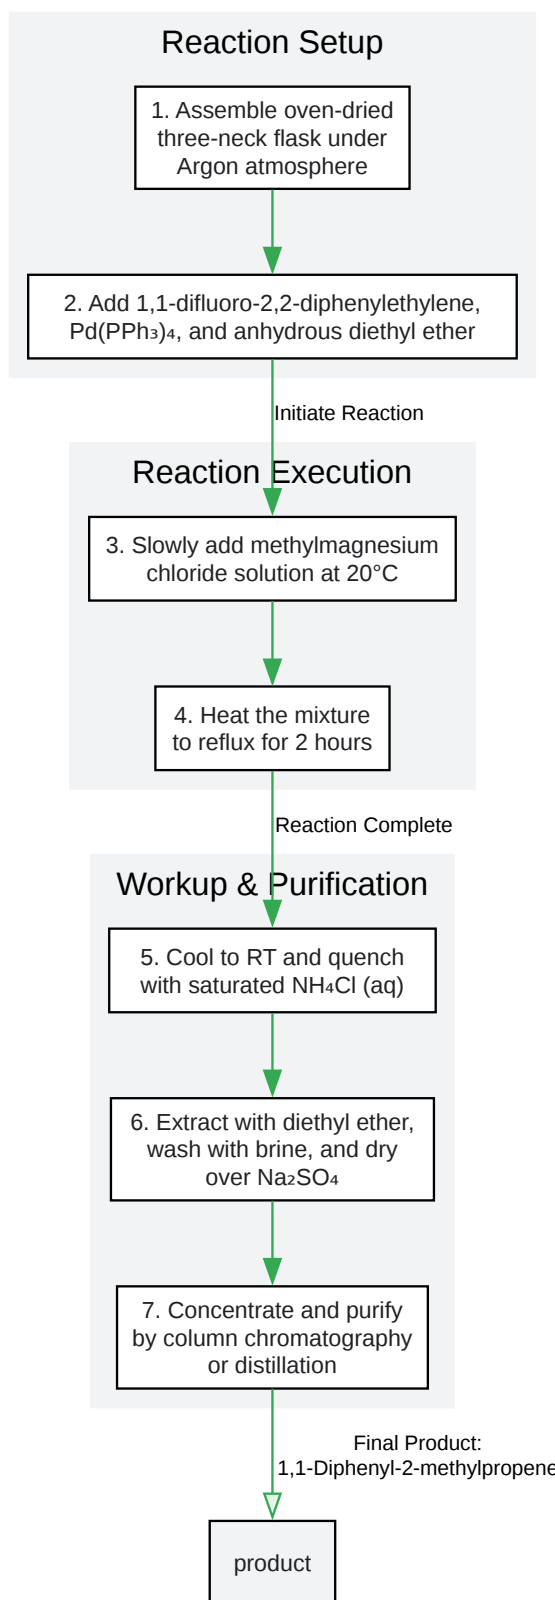 Reaction Setup
1. Assemble oven-dried
three-neck flask under
Argon atmosphere
2. Add 1,1-difluoro-2,2-diphenylethylene,
Pd(PPh₃)₄, and anhydrous diethyl ether
Initiate Reaction
Reaction Execution
3. Slowly add methylmagnesium
chloride solution at 20°C
4. Heat the mixture
to reflux for 2 hours
Reaction Complete
Workup & Purification
5. Cool to RT and quench
with saturated NH₄Cl (aq)
6. Extract with diethyl ether,
wash with brine, and dry
over Na₂SO₄
7. Concentrate and purify
by column chromatography
or distillation
Final Product:
1,1-Diphenyl-2-methylpropene
product